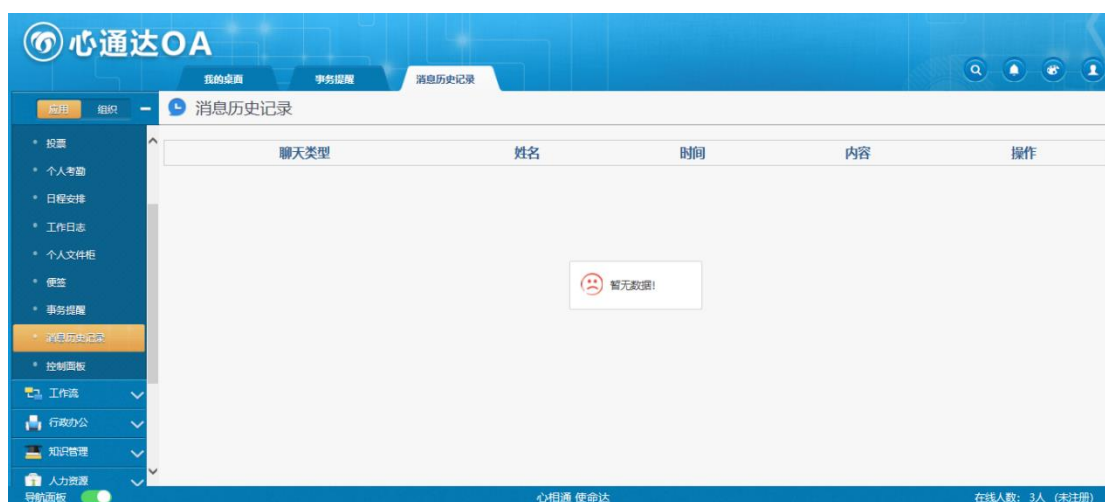 心通达OA
我的桌面 事务提醒 消息历史记录
应用 组织
消息历史记录
投票
个人考勤
日程安排
工作日志
个人文件柜
便签
事务提醒
消息历史记录
控制面板
工作流
行政办公
知识管理
人力资源
导航面板
聊天类型 姓名 时间 内容 操作
暂无数据!
心相通 使命达
在线人数: 3人 (未注册)